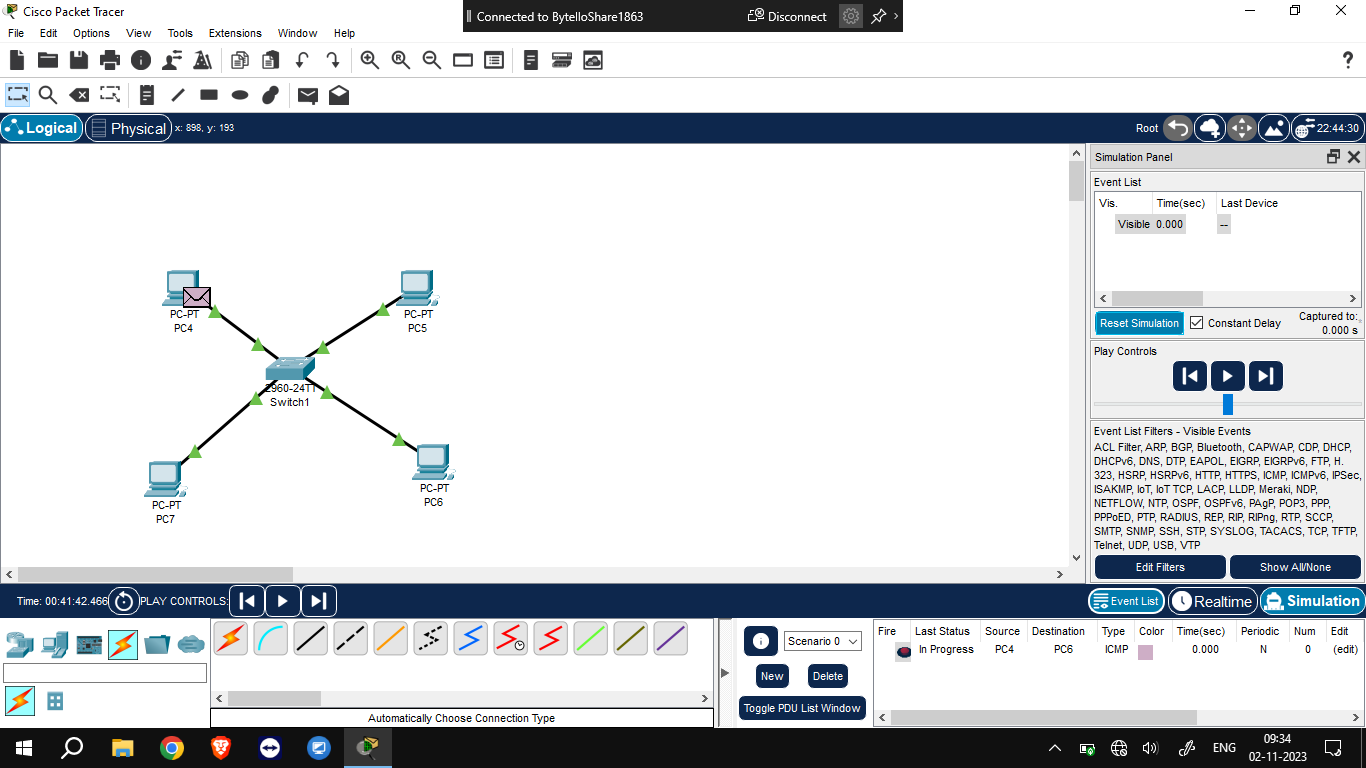 Cisco Packet Tracer
Connected to BytelloShare1863
Disconnect
File Edit Options View Tools Extensions Window Help
Logical
Physical
x: 898, y: 193
Root
22:44:30
PC-PT
PC4
PC-PT
PC5
2960-24TT
Switch1
PC-PT
PC7
PC-PT
PC6
Simulation Panel
Event List
Vis. Time(sec) Last Device
Visible 0.000 --
Reset Simulation
Constant Delay
Captured to:
0.000 s
Play Controls
Event List Filters - Visible Events
ACL Filter, ARP, BGP, Bluetooth, CAPWAP, CDP, DHCP,
DHCPv6, DNS, DTP, EAPOL, EIGRP, EIGRPv6, FTP, H.
323, HSRP, HSRPv6, HTTP, HTTPS, ICMP, ICMPv6, IPSec,
ISAKMP, IoT, IoT TCP, LACP, LLDP, Meraki, NDP,
NETFLOW, NTP, OSPF, OSPFv6, PAgP, POP3, PPP,
PPPoED, PTP, RADIUS, REP, RIP, RIPng, RTP, SCCP,
SMTP, SNMP, SSH, STP, SYSLOG, TACACS, TCP, TFTP,
Telnet, UDP, USB, VTP
Edit Filters
Show All/None
Time: 00:41:42.466
PLAY CONTROLS:
Event List
Realtime
Simulation
Automatically Choose Connection Type
Scenario 0
New
Delete
Toggle PDU List Window
Fire Last Status Source Destination Type Color Time(sec) Periodic Num Edit
In Progress PC4 PC6 ICMP 0.000 N 0 (edit)
ENG
09:34
02-11-2023